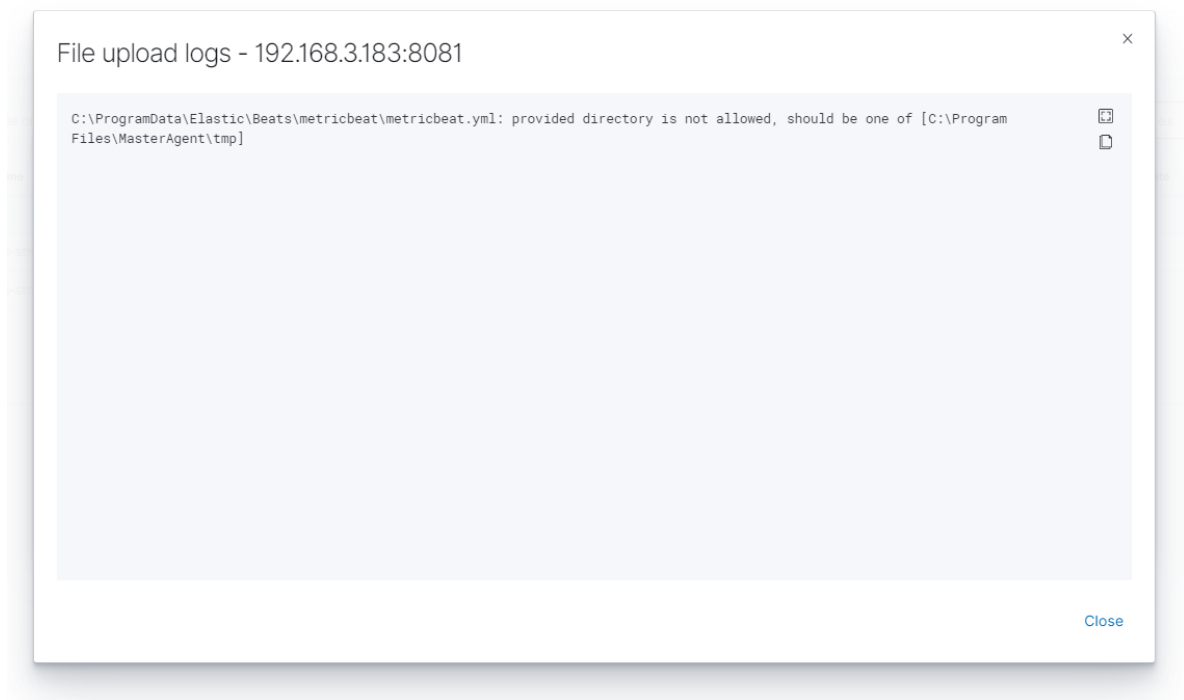 File upload logs - 192.168.3.183:8081
C:\ProgramData\Elastic\Beats\metricbeat\metricbeat.yml: provided directory is not allowed, should be one of [C:\Program
Files\MasterAgent\tmp]
Close